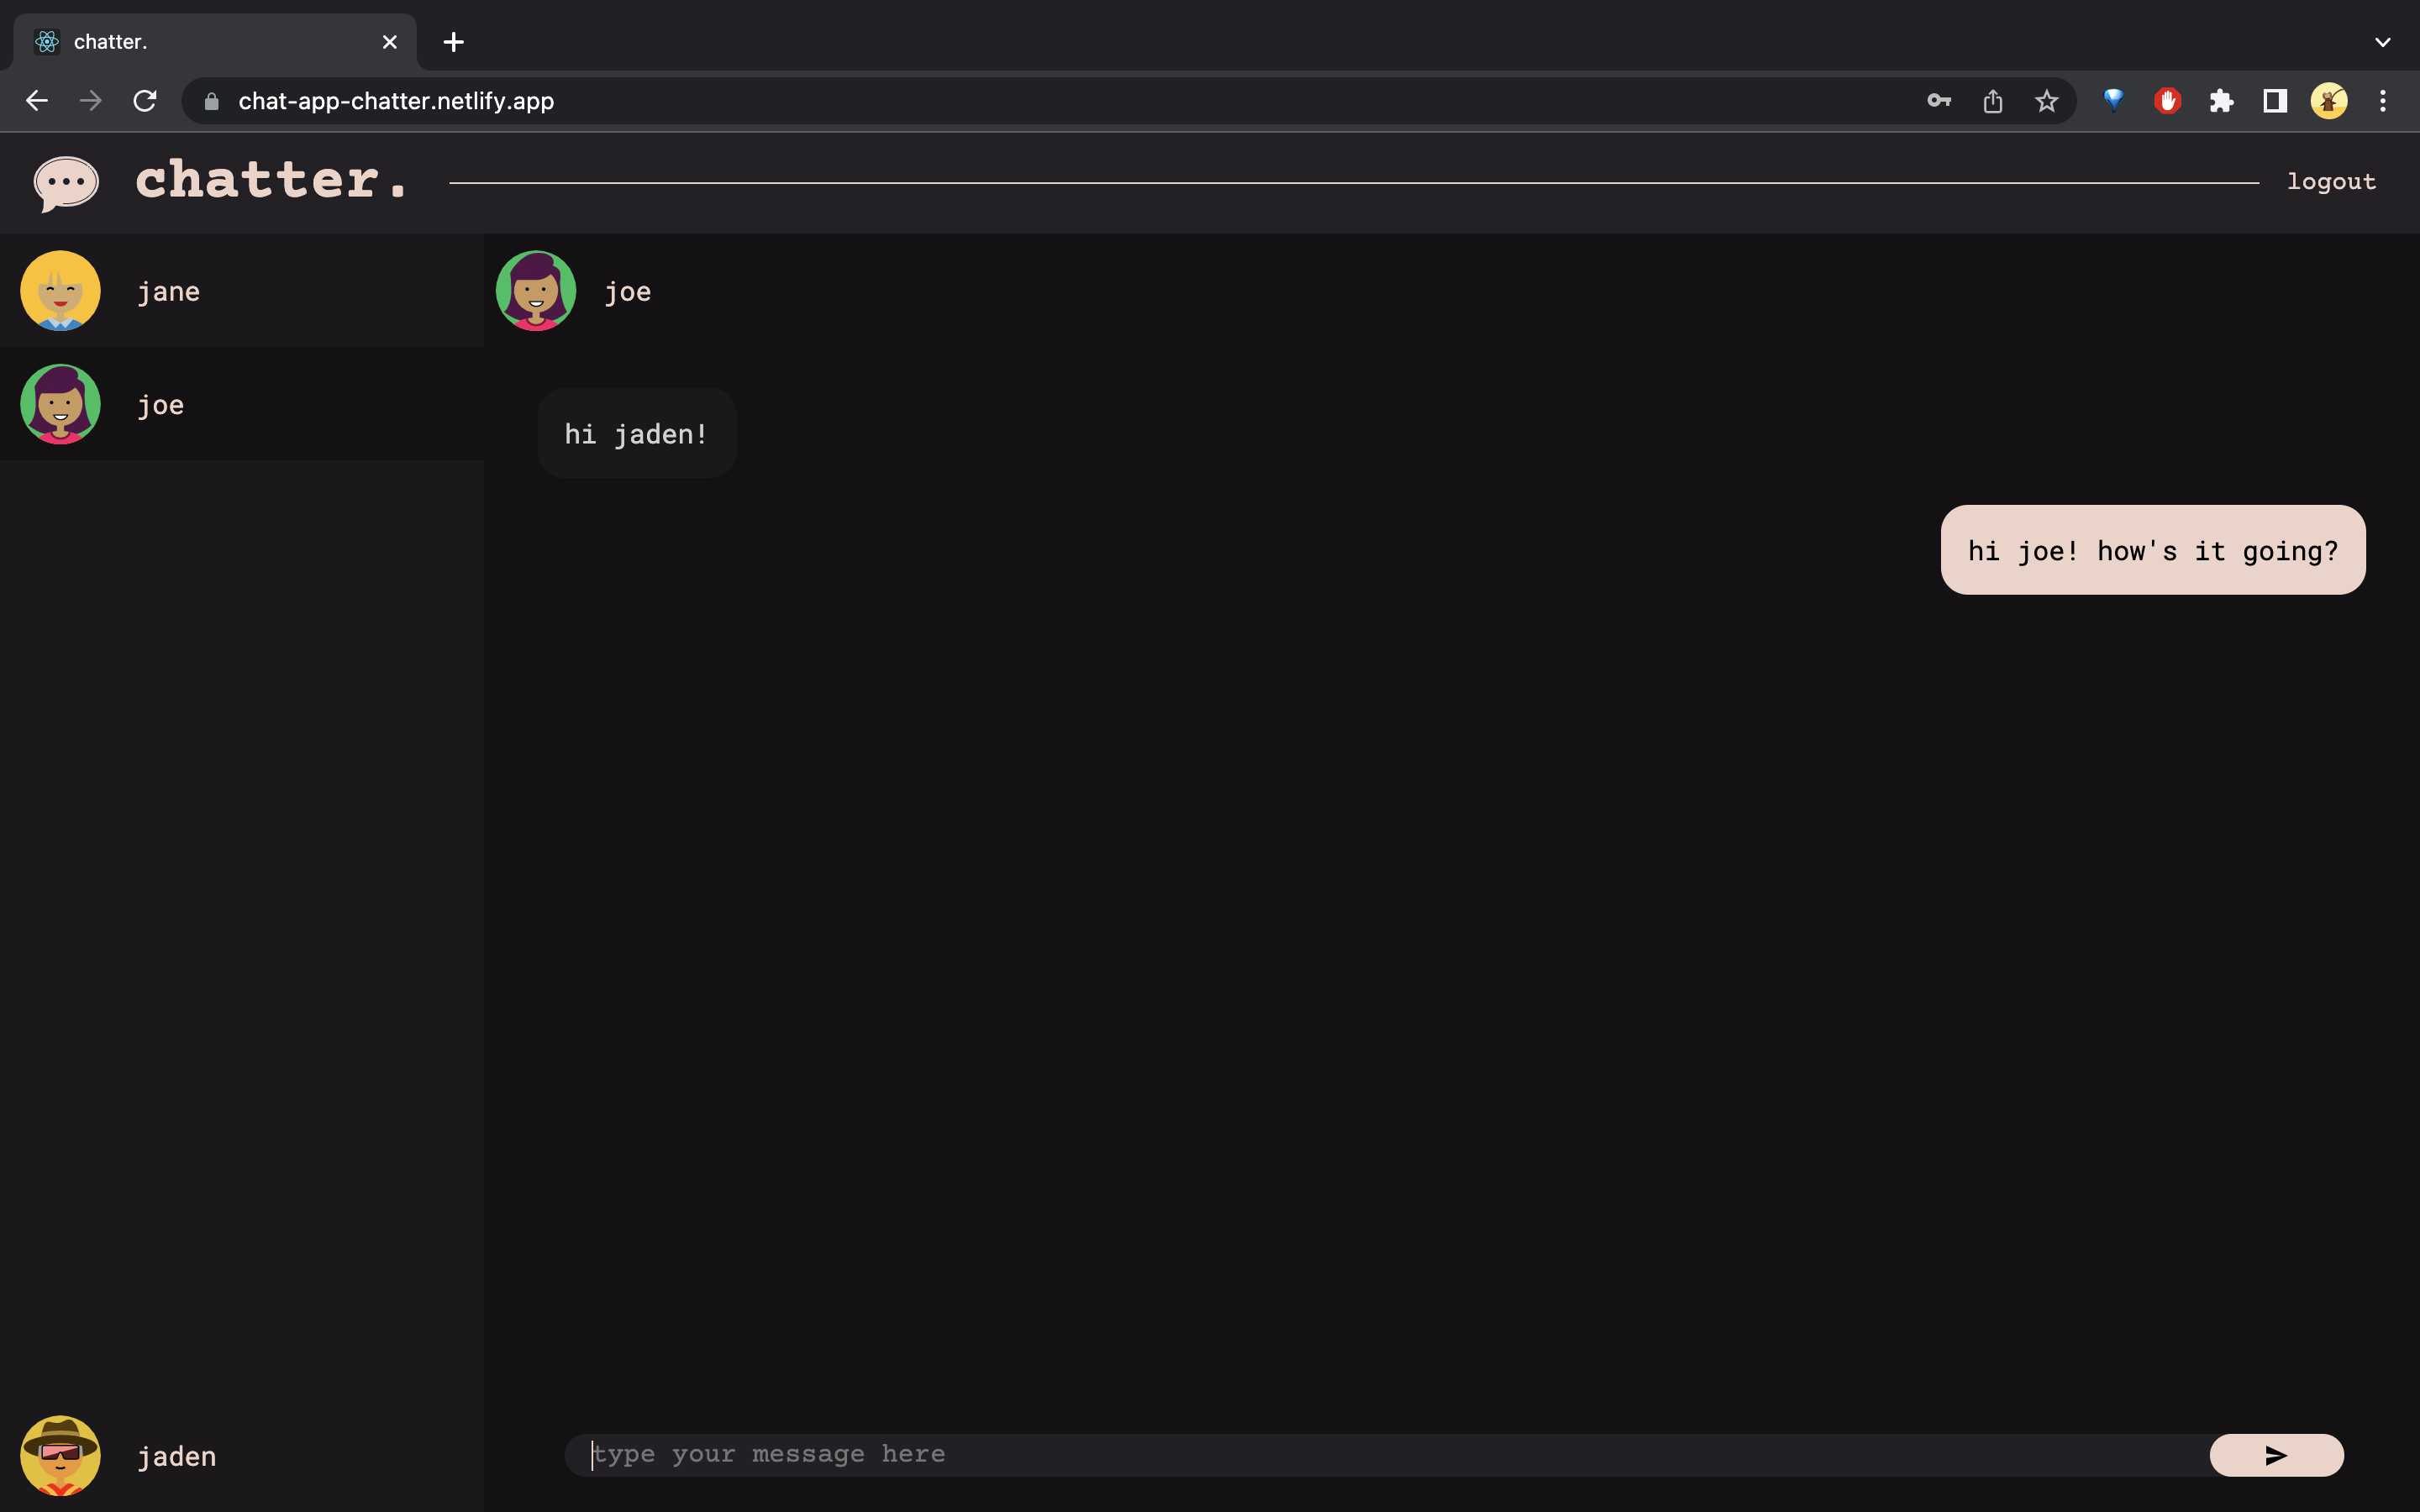 chatter.
chat-app-chatter.netlify.app
chatter.
logout
jane
joe
joe
hi jaden!
hi joe! how's it going?
jaden
type your message here